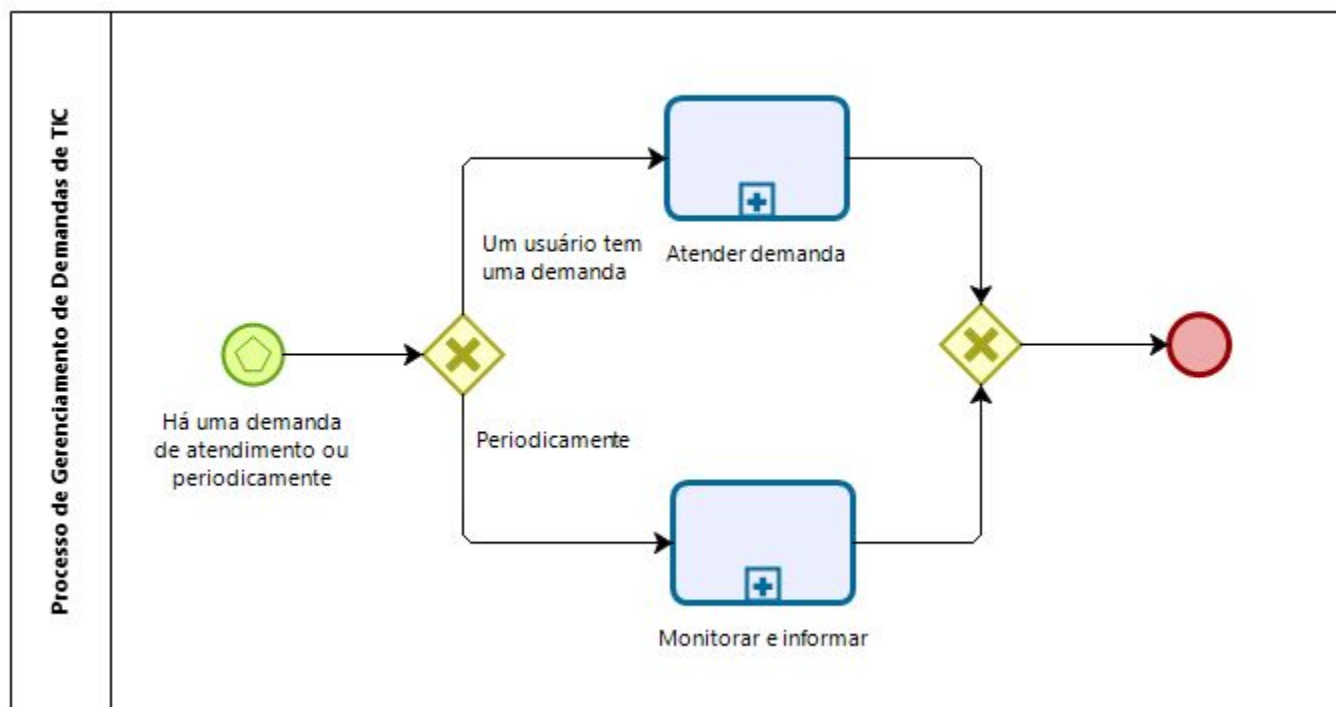 Processo de Gerenciamento de Demandas de TIC
Um usuário tem
uma demanda
Atender demanda
Há uma demanda
de atendimento ou
periodicamente
Periodicamente
Monitorar e informar